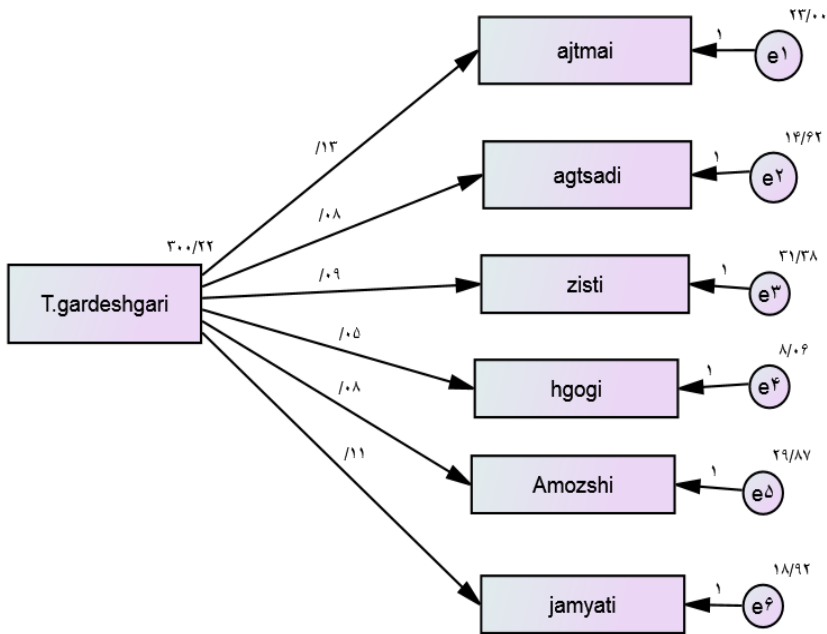 ۲۳/۰۰
۱
e۱
ajtmai
/۱۳
۱۴/۶۲
۱
e۲
agtsadi
/۰۸
۳۰۰/۲۲
T.gardeshgari
۳۱/۳۸
۱
e۳
zisti
/۰۹
۸/۰۶
۱
e۴
hgogi
/۰۵
۲۹/۸۷
۱
e۵
Amozshi
/۰۸
۱۸/۹۲
۱
e۶
jamyati
/۱۱